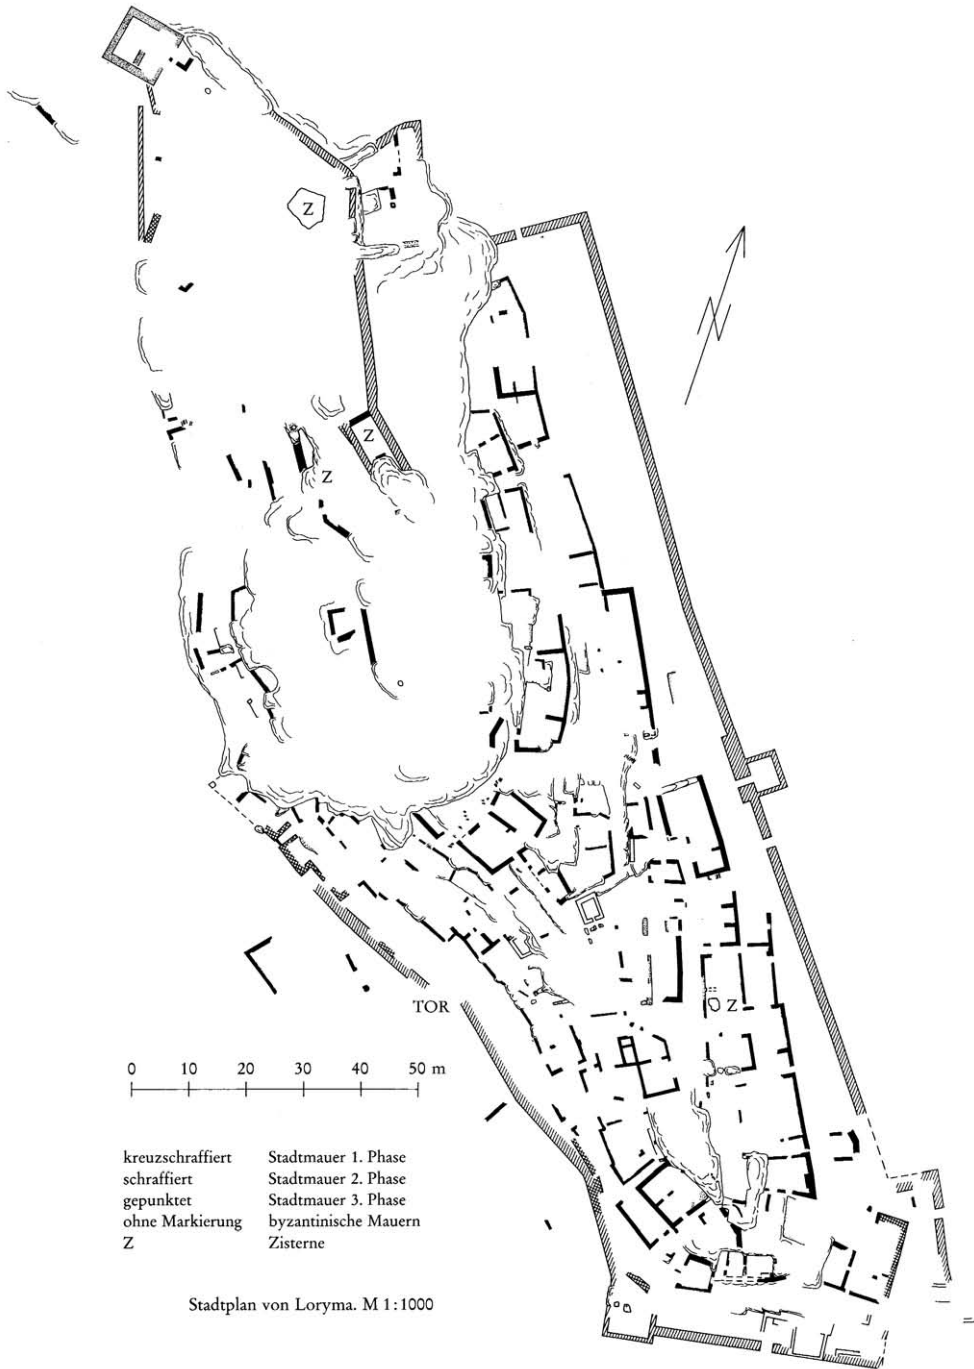 Z
Z
Z
TOR
Z
0 10 20 30 40 50 m
kreuzschraffiert Stadtmauer 1. Phase
schraffiert Stadtmauer 2. Phase
gepunktet Stadtmauer 3. Phase
ohne Markierung byzantinische Mauern
Z Zisterne
Stadtplan von Loryma. M 1:1000